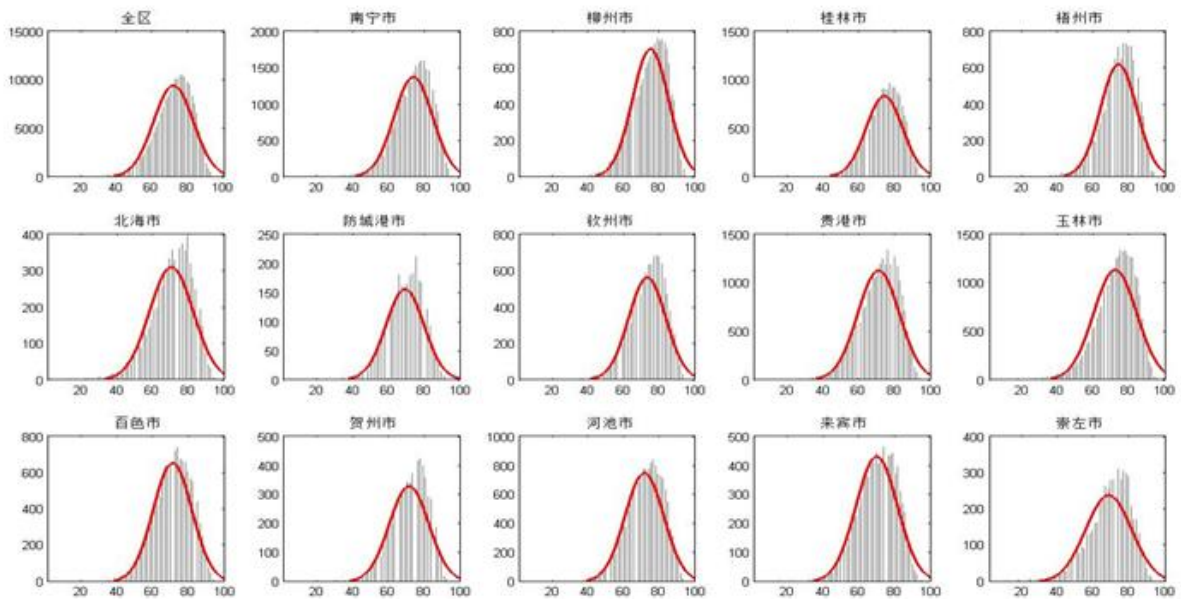 全区 南宁市 柳州市 桂林市 梧州市
15000 2000 800 1500 800
10000 1500 600 1000 600
1000 400 400
5000 500 200 500 200
0 0 0 0 0
20 40 60 80 100 20 40 60 80 100 20 40 60 80 100 20 40 60 80 100 20 40 60 80 100
北海市 防城港市 钦州市 贵港市 玉林市
400 250 800 1500 1500
300 200 600 1000 1000
200 150 400
100 100 200 500 500
50
0 0 0 0 0
20 40 60 80 100 20 40 60 80 100 20 40 60 80 100 20 40 60 80 100 20 40 60 80 100
百色市 贺州市 河池市 来宾市 崇左市
800 500 1000 500 400
600 400 800 400 300
400 300 600 300 200
200 200 400 200 100
100 200 100
0 0 0 0 0
20 40 60 80 100 20 40 60 80 100 20 40 60 80 100 20 40 60 80 100 20 40 60 80 100